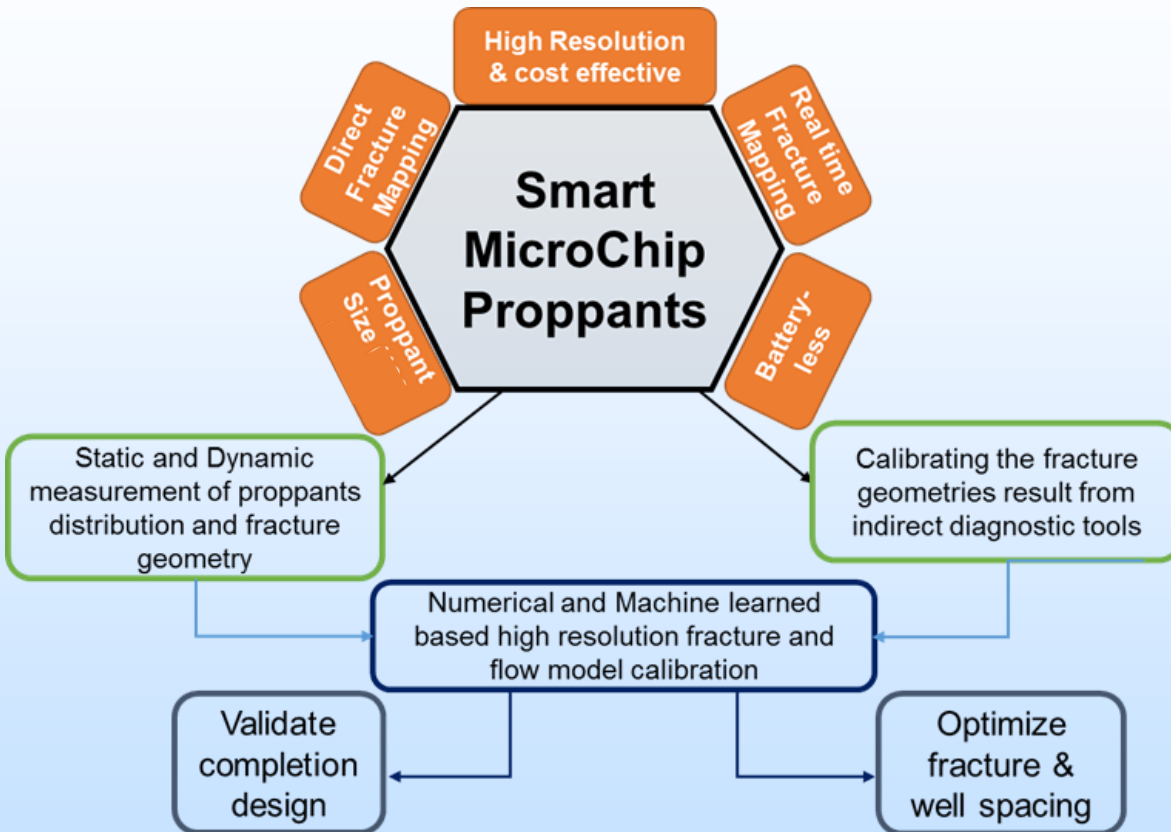 High Resolution
& cost effective
Direct
Fracture
Mapping
Real time
Fracture
Mapping
Smart
MicroChip
Proppants
Proppant
Size
Battery-
less
Static and Dynamic
measurement of proppants
distribution and fracture
geometry
Calibrating the fracture
geometries result from
indirect diagnostic tools
Numerical and Machine learned
based high resolution fracture and
flow model calibration
Validate
completion
design
Optimize
fracture &
well spacing